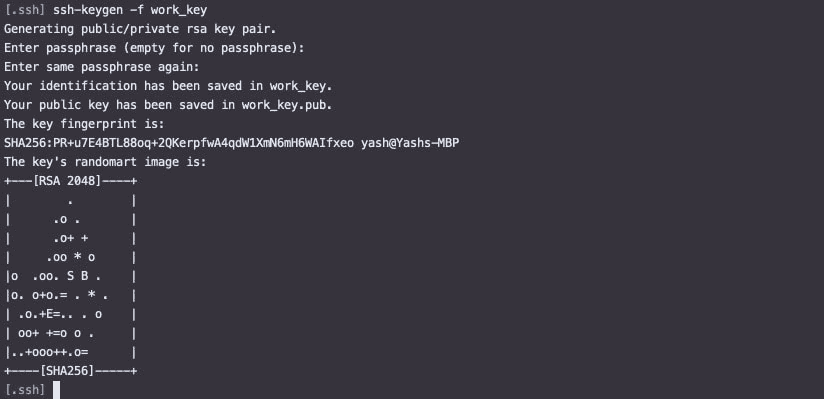 [.ssh] ssh-keygen -f work_key
Generating public/private rsa key pair.
Enter passphrase (empty for no passphrase):
Enter same passphrase again:
Your identification has been saved in work_key.
Your public key has been saved in work_key.pub.
The key fingerprint is:
SHA256:PR+u7E4BTL88oq+2QKerpfwA4qdW1XmN6mH6WAIfxeo yash@Yashs-MBP
The key's randomart image is:
+---[RSA 2048]----+
|        .        |
|      .o .       |
|      .o+ +      |
|     .oo * o     |
|o  .oo. S B .    |
|o. o+o.= . * .   |
| .o.+E=.. . o    |
| oo+ +=o o .     |
|..+ooo++.o=      |
+----[SHA256]-----+
[.ssh]